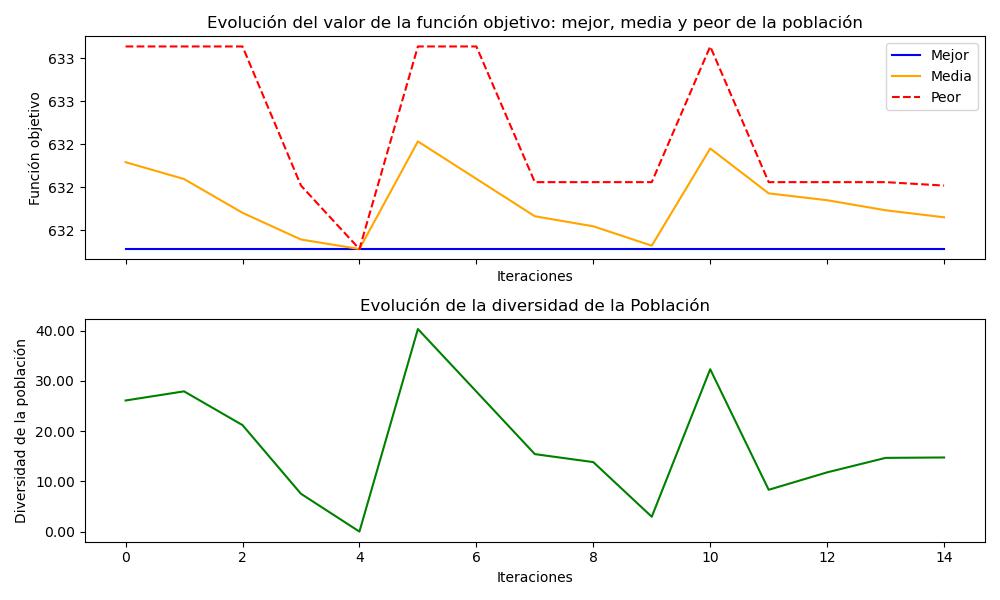 Evolución del valor de la función objetivo: mejor, media y peor de la población
Función objetivo
633
633
632
632
632
Mejor
Media
Peor
Iteraciones
Evolución de la diversidad de la Población
Diversidad de la población
40.00
30.00
20.00
10.00
0.00
0 2 4 6 8 10 12 14
Iteraciones